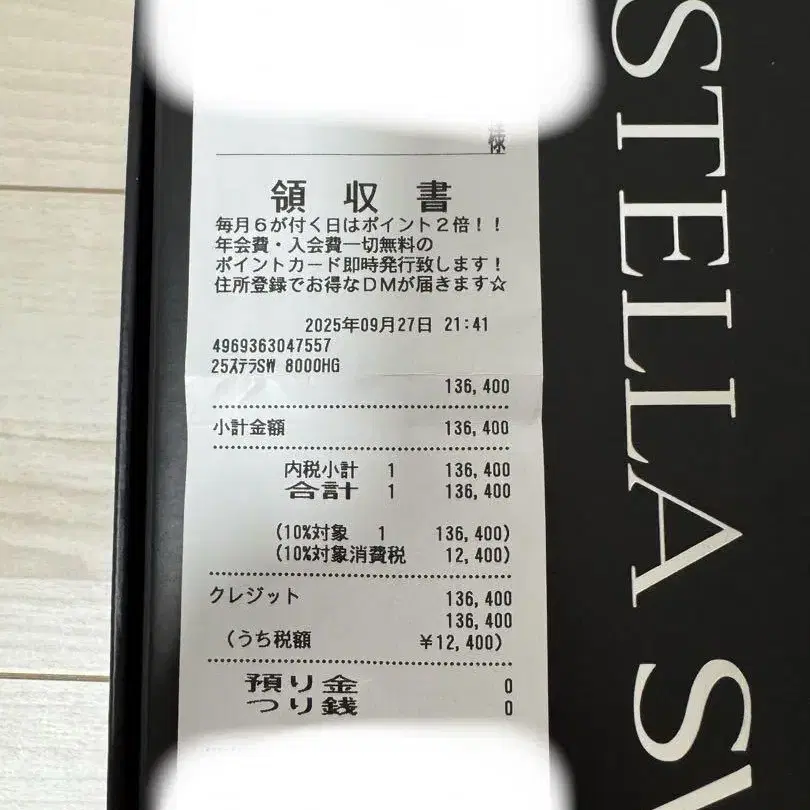 様
領収書
毎月６が付く日はポイント２倍！！
年会費・入会費一切無料の
ポイントカード即時発行致します！
住所登録でお得なＤＭが届きます☆
2025年09月27日 21:41
4969363047557
25ｽﾃﾗSW 8000HG
136,400
小計金額 136,400
内税小計 1 136,400
合計 1 136,400
(10%対象 1 136,400)
(10%対象消費税 12,400)
クレジット 136,400
136,400
(うち税額 ¥12,400)
預り金 0
つり銭 0
STELLA SW